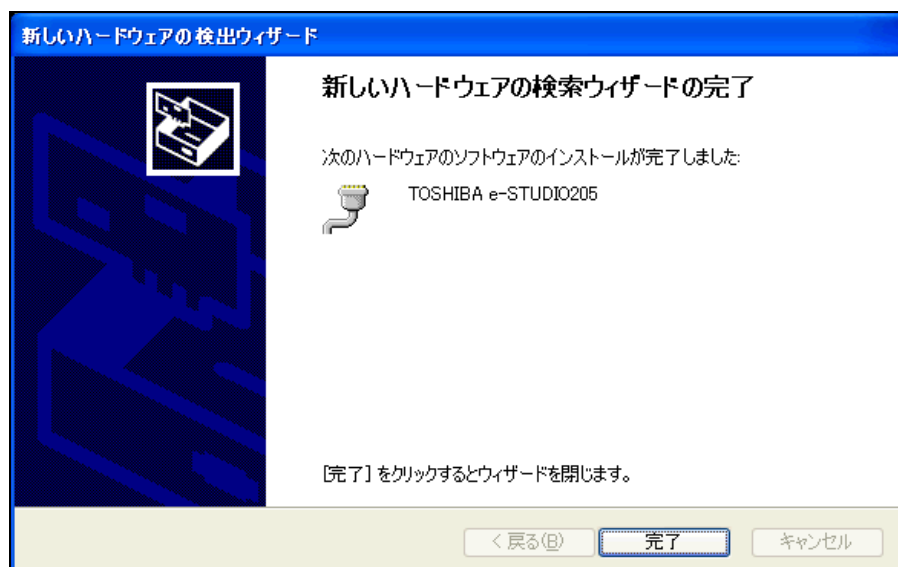 新しいハードウェアの検出ウィザード
新しいハードウェアの検索ウィザードの完了
次のハードウェアのソフトウェアのインストールが完了しました:
TOSHIBA e-STUDIO205
[完了] をクリックするとウィザードを閉じます。
< 戻る(B)
完了
キャンセル